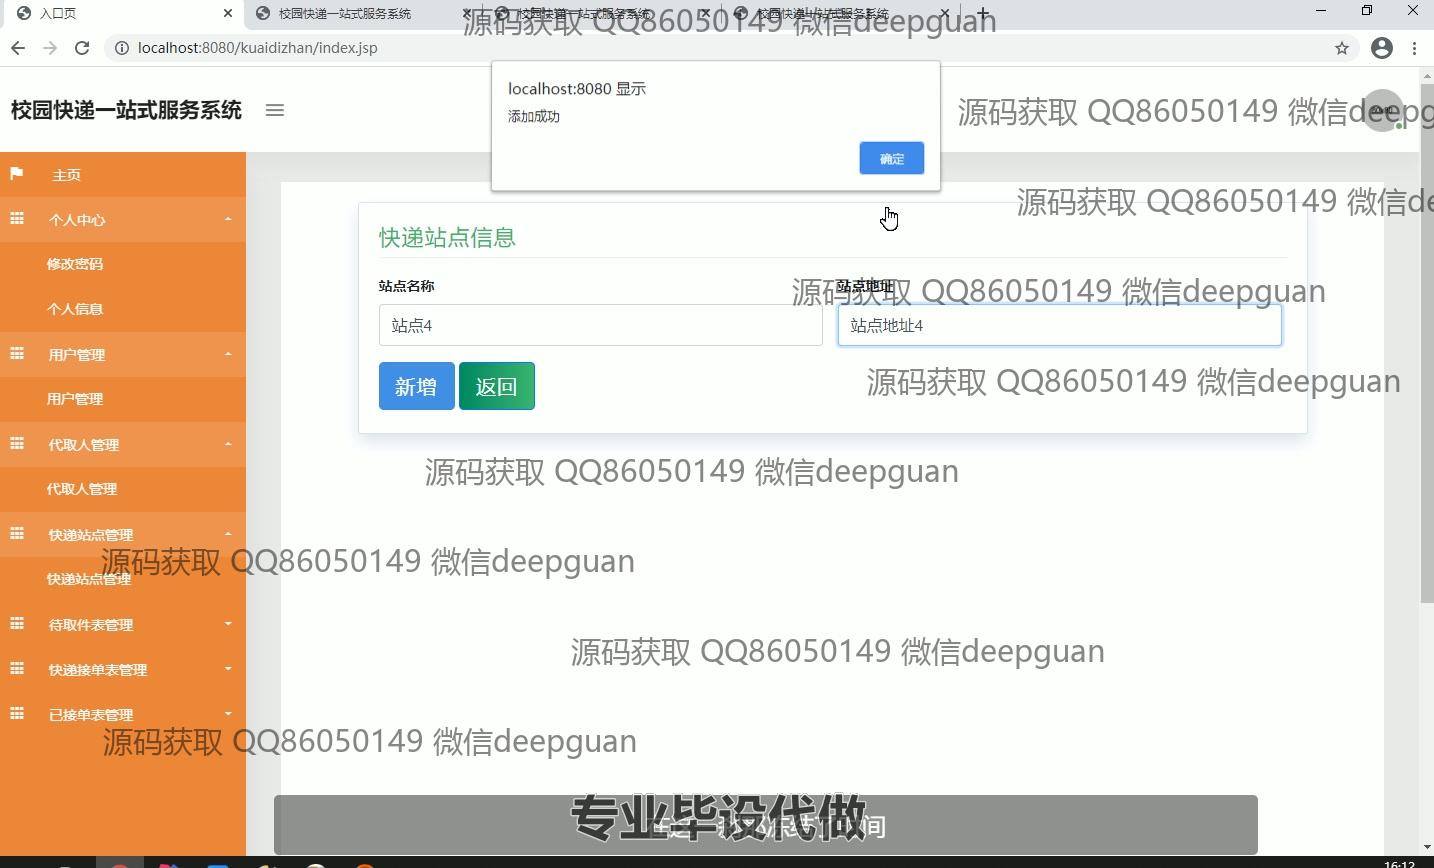 入口页
校园快递一站式服务系统
校园快递一站式服务系统
校园快递一站式服务系统
源码获取 QQ86050149 微信deepguan
localhost:8080/kuaidizhan/index.jsp
localhost:8080 显示
添加成功
确定
校园快递一站式服务系统
源码获取 QQ86050149 微信deepg
主页
源码获取 QQ86050149 微信de
个人中心
快递站点信息
修改密码
站点名称
站点地址
源码获取 QQ86050149 微信deepguan
个人信息
站点4
站点地址4
用户管理
新增
返回
源码获取 QQ86050149 微信deepguan
用户管理
代取人管理
源码获取 QQ86050149 微信deepguan
代取人管理
快递站点管理
源码获取 QQ86050149 微信deepguan
快递站点管理
待取件表管理
源码获取 QQ86050149 微信deepguan
快递接单表管理
已接单表管理
源码获取 QQ86050149 微信deepguan
专业毕设代做
16:12